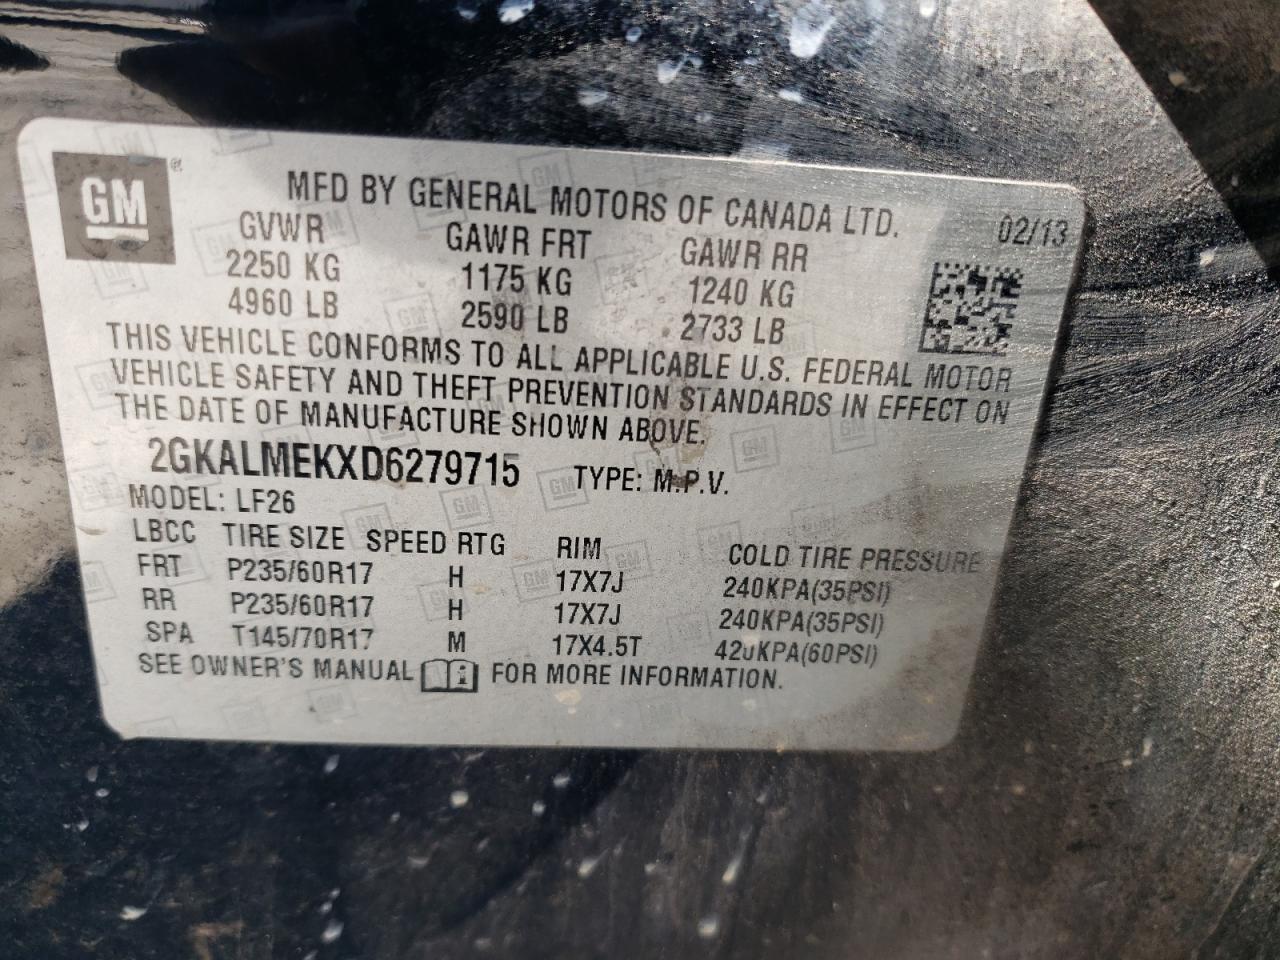 GM ®
MFD BY GENERAL MOTORS OF CANADA LTD. 02/13
GVWR GAWR FRT GAWR RR
2250 KG 1175 KG 1240 KG
4960 LB 2590 LB 2733 LB
THIS VEHICLE CONFORMS TO ALL APPLICABLE U.S. FEDERAL MOTOR
VEHICLE SAFETY AND THEFT PREVENTION STANDARDS IN EFFECT ON
THE DATE OF MANUFACTURE SHOWN ABOVE.
2GKALMEKXD6279715 TYPE: M.P.V.
MODEL: LF26
LBCC TIRE SIZE SPEED RTG RIM COLD TIRE PRESSURE
FRT P235/60R17 H 17X7J 240KPA(35PSI)
RR P235/60R17 H 17X7J 240KPA(35PSI)
SPA T145/70R17 M 17X4.5T 420KPA(60PSI)
SEE OWNER'S MANUAL FOR MORE INFORMATION.